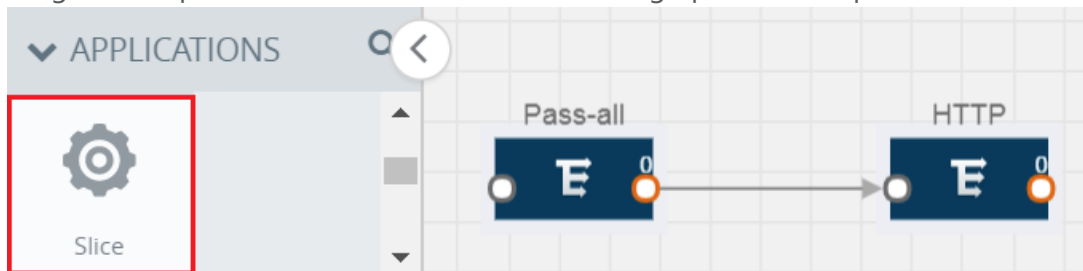 APPLICATIONS
Pass-all
HTTP
0
0
Slice